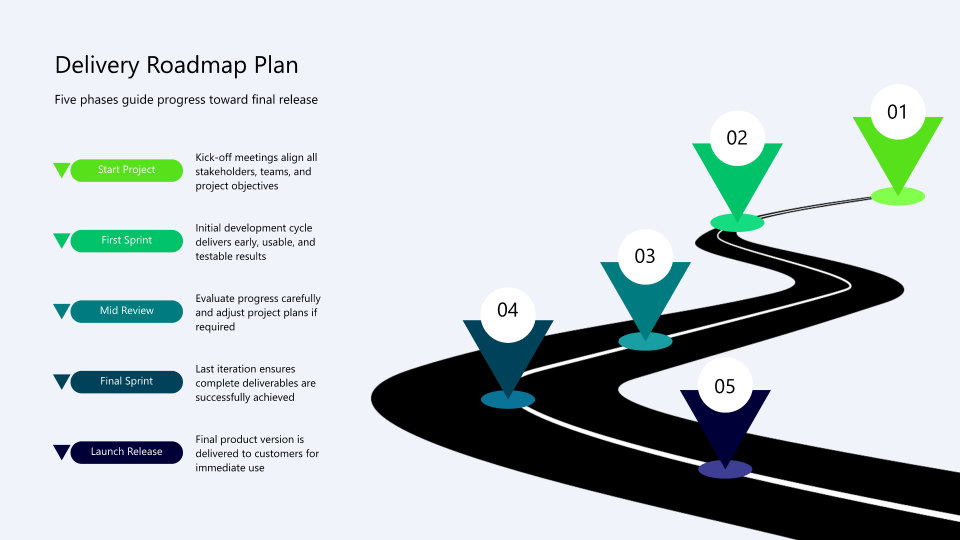 Delivery Roadmap Plan
Five phases guide progress toward final release
Start Project
Kick-off meetings align all
stakeholders, teams, and
project objectives
First Sprint
Initial development cycle
delivers early, usable, and
testable results
Mid Review
Evaluate progress carefully
and adjust project plans if
required
Final Sprint
Last iteration ensures
complete deliverables are
successfully achieved
Launch Release
Final product version is
delivered to customers for
immediate use
01
02
03
04
05